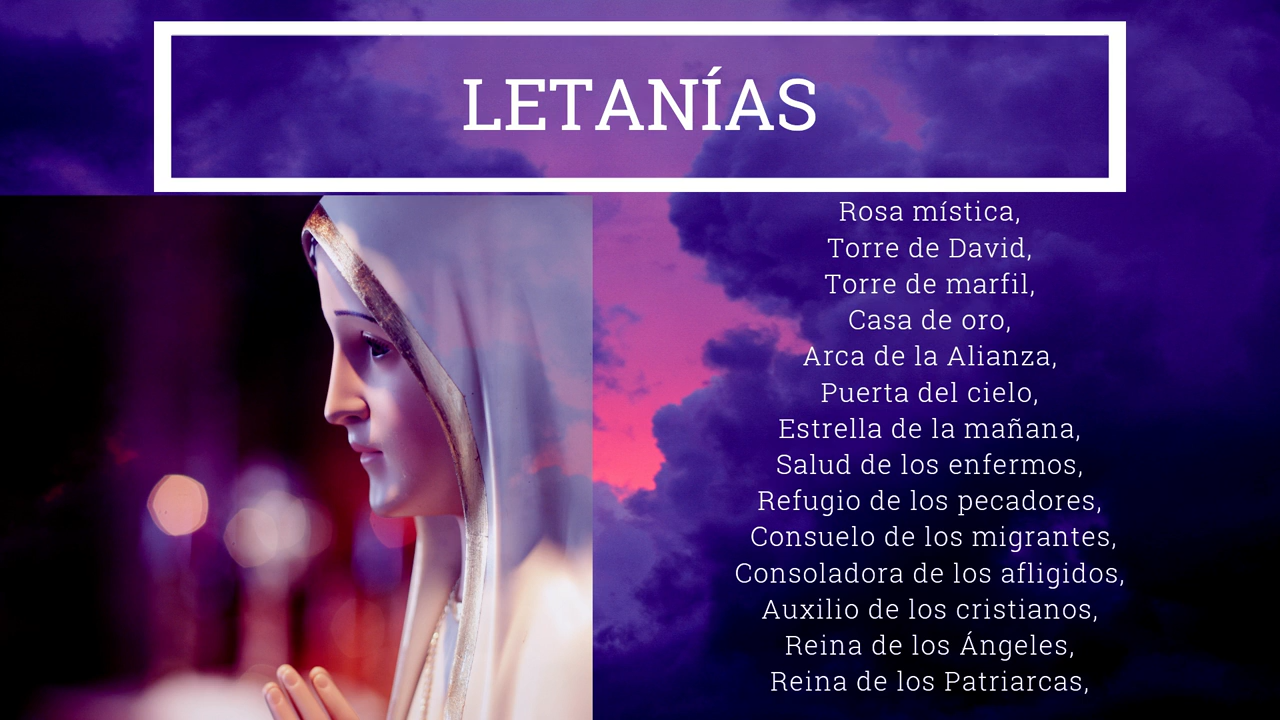 LETANÍAS
Rosa mística,
Torre de David,
Torre de marfil,
Casa de oro,
Arca de la Alianza,
Puerta del cielo,
Estrella de la mañana,
Salud de los enfermos,
Refugio de los pecadores,
Consuelo de los migrantes,
Consoladora de los afligidos,
Auxilio de los cristianos,
Reina de los Ángeles,
Reina de los Patriarcas,